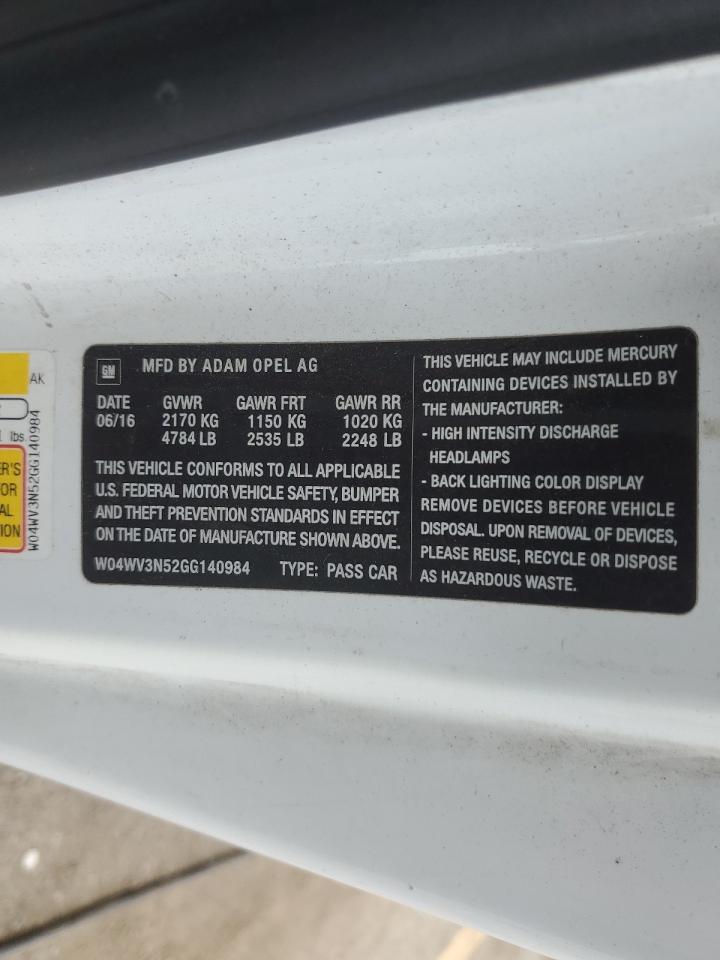 GM
MFD BY ADAM OPEL AG
DATE GVWR GAWR FRT GAWR RR
06/16 2170 KG 1150 KG 1020 KG
4784 LB 2535 LB 2248 LB
THIS VEHICLE CONFORMS TO ALL APPLICABLE
U.S. FEDERAL MOTOR VEHICLE SAFETY, BUMPER
AND THEFT PREVENTION STANDARDS IN EFFECT
ON THE DATE OF MANUFACTURE SHOWN ABOVE.
W04WV3N52GG140984 TYPE: PASS CAR
THIS VEHICLE MAY INCLUDE MERCURY
CONTAINING DEVICES INSTALLED BY
THE MANUFACTURER:
- HIGH INTENSITY DISCHARGE
HEADLAMPS
- BACK LIGHTING COLOR DISPLAY
REMOVE DEVICES BEFORE VEHICLE
DISPOSAL. UPON REMOVAL OF DEVICES,
PLEASE REUSE, RECYCLE OR DISPOSE
AS HAZARDOUS WASTE.
AK
lbs.
W04WV3N52GG140984